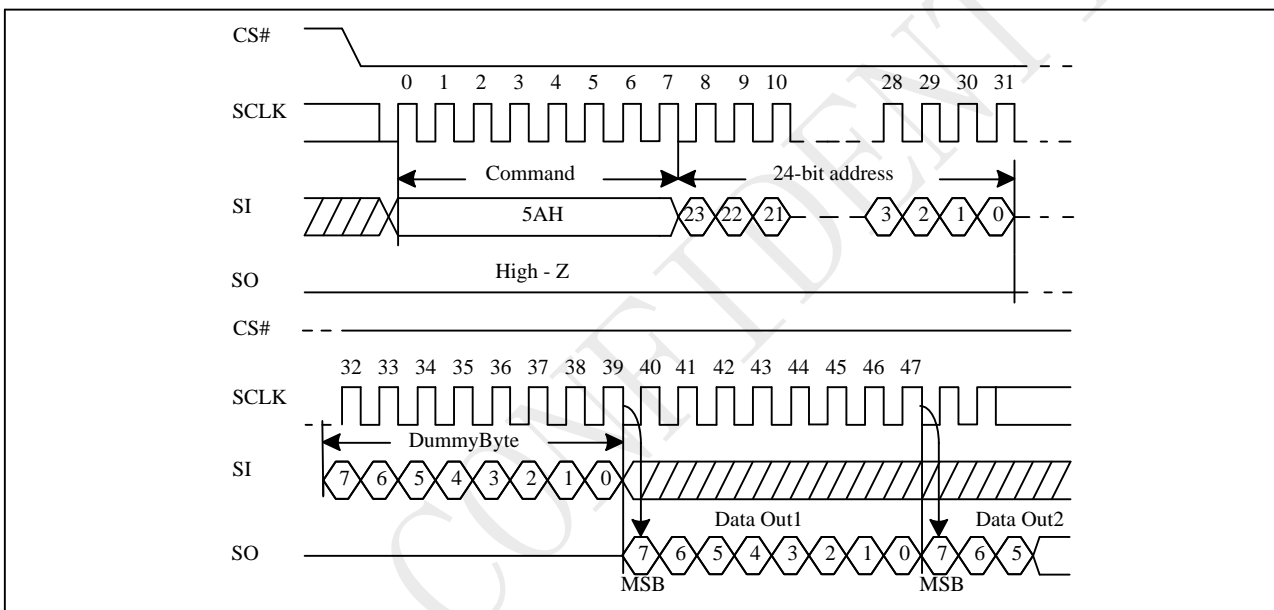 CS#
0 1 2 3 4 5 6 7 8 9 10 28 29 30 31
SCLK
Command 24-bit address
SI 5AH 23 22 21 3 2 1 0
High - Z
SO
CS#
32 33 34 35 36 37 38 39 40 41 42 43 44 45 46 47
SCLK
DummyByte
SI 7 6 5 4 3 2 1 0
Data Out1 Data Out2
SO 7 6 5 4 3 2 1 0 7 6 5
MSB MSB
CONFIDENT